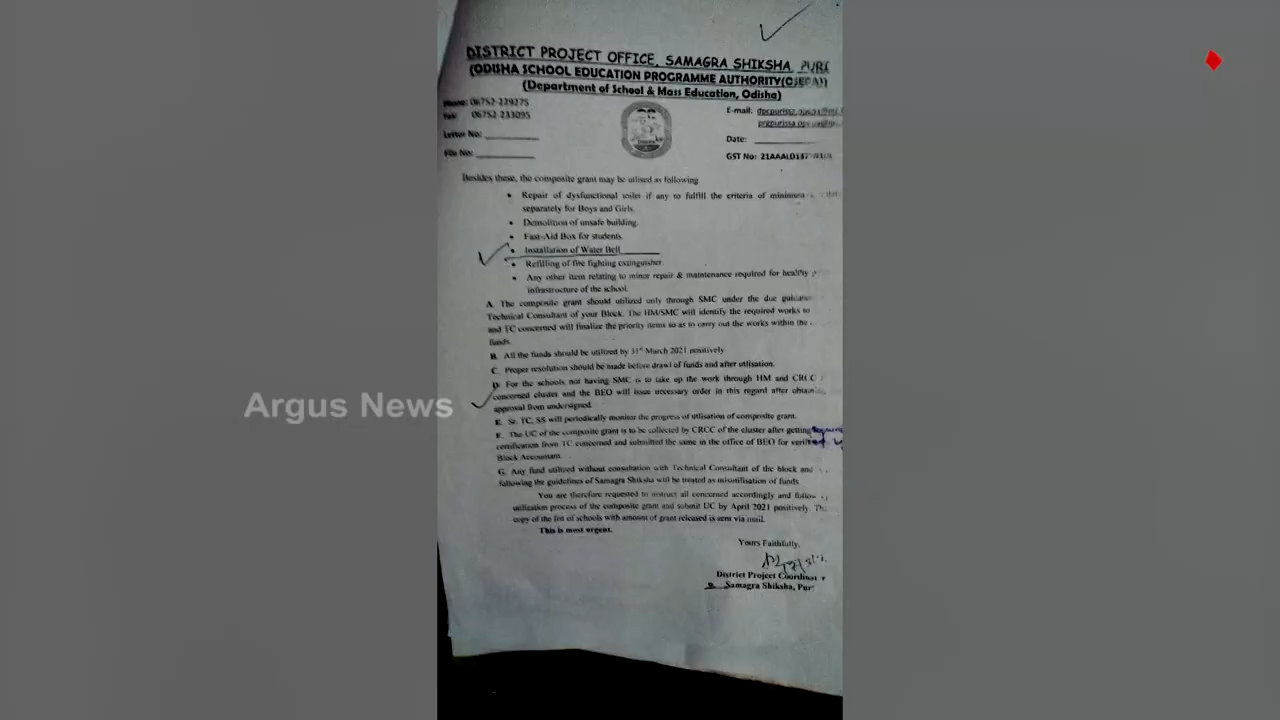 DISTRICT PROJECT OFFICE, SAMAGRA SHIKSHA, PURI
(ODISHA SCHOOL EDUCATION PROGRAMME AUTHORITY(OSEPA))
(Department of School & Mass Education, Odisha)
Phone: 06752-229275
Fax: 06752-233095
E-mail:
Letter No:
Date:
File No:
GST No: 21AAALD137
Besides these, the composite grant may be utlised as following
• Repair of dysfunctional toilet if any to fulfill the criteria of minimum
separately for Boys and Girls.
• Demolition of unsafe building.
• Fast-Aid Box for students.
• Installation of Water Bell
• Refilling of fire fighting extinguisher.
• Any other item relating to minor repair & maintenance required for healthy
infrastructure of the school.
A. The composite grant should utilized only through SMC under the due guidance
Technical Consultant of your Block. The HM/SMC will identify the required works to
and TC concerned will finalize the priority items so as to carry out the works within the
funds.
B. All the funds should be utilized by 31st March 2021 positively
C. Proper resolution should be made before drawl of funds and after utlisation.
D. For the schools not having SMC is to take up the work through HM and CRCC
concerned cluster and the BEO will issue necessary order in this regard after obtain
approval from undersigned.
E. Sr. TC, SS will periodically monitor the progress of utlisation of composite grant.
F. The UC of the composite grant is to be collected by CRCC of the cluster after getting
certification from TC concerned and submitted the same in the office of BEO for verif
Block Accountant.
G. Any fund utilized without consultation with Technical Consultant of the block and
following the guidelines of Samagra Shiksha will be treated as misutilisation of funds
You are therefore requested to instruct all concerned accordingly and follow
utilization process of the composite grant and submit UC by April 2021 positively. Th
copy of the list of schools with amount of grant released is sent via mail.
This is most urgent.
Yours Faithfully,
District Project Coordinator
Samagra Shiksha, Puri
Argus News